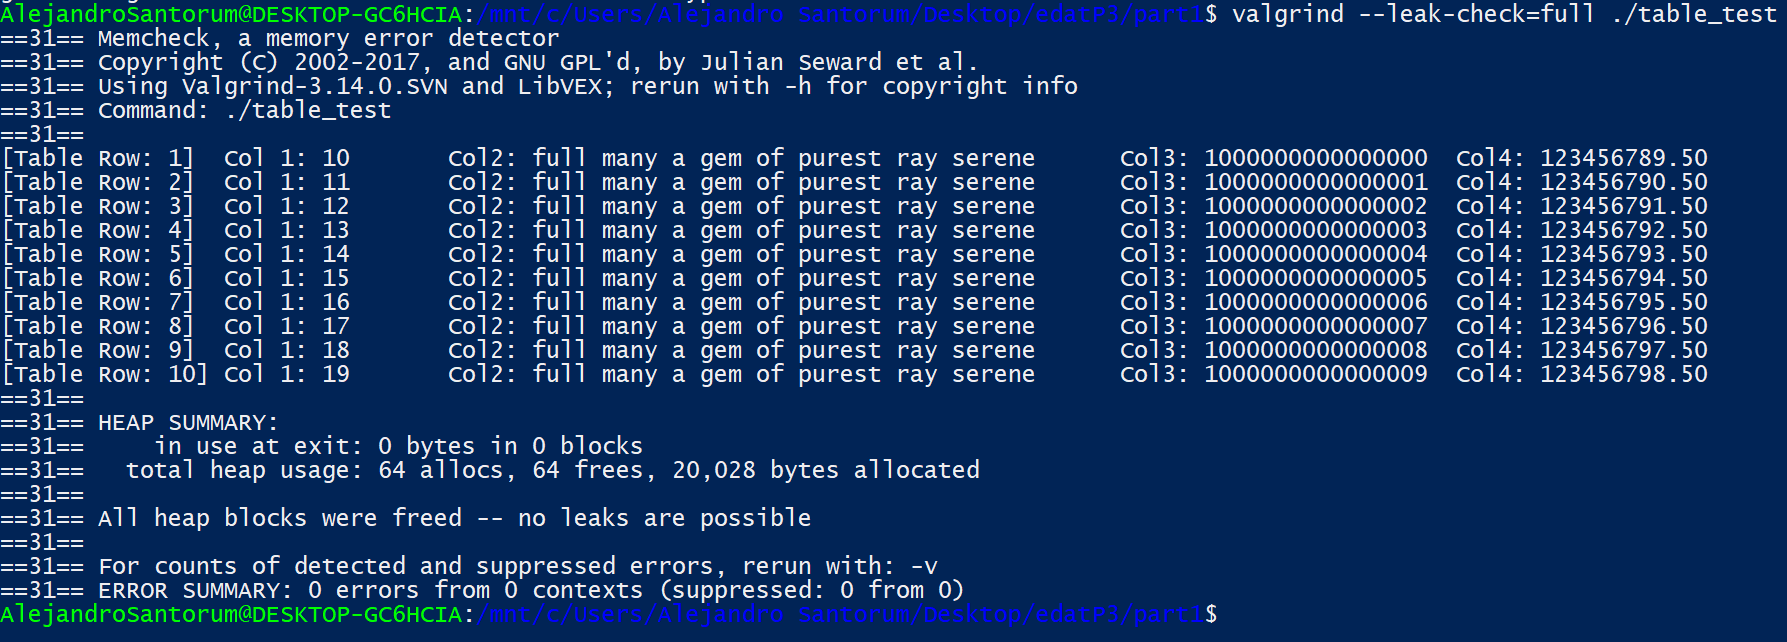 AlejandroSantorum@DESKTOP-GC6HCIA:/mnt/c/Users/Alejandro Santorum/Desktop/edatP3/part1$ valgrind --leak-check=full ./table_test
==31== Memcheck, a memory error detector
==31== Copyright (C) 2002-2017, and GNU GPL'd, by Julian Seward et al.
==31== Using Valgrind-3.14.0.SVN and LibVEX; rerun with -h for copyright info
==31== Command: ./table_test
==31==
[Table Row: 1]  Col 1: 10       Col2: full many a gem of purest ray serene      Col3: 1000000000000000  Col4: 123456789.50
[Table Row: 2]  Col 1: 11       Col2: full many a gem of purest ray serene      Col3: 1000000000000001  Col4: 123456790.50
[Table Row: 3]  Col 1: 12       Col2: full many a gem of purest ray serene      Col3: 1000000000000002  Col4: 123456791.50
[Table Row: 4]  Col 1: 13       Col2: full many a gem of purest ray serene      Col3: 1000000000000003  Col4: 123456792.50
[Table Row: 5]  Col 1: 14       Col2: full many a gem of purest ray serene      Col3: 1000000000000004  Col4: 123456793.50
[Table Row: 6]  Col 1: 15       Col2: full many a gem of purest ray serene      Col3: 1000000000000005  Col4: 123456794.50
[Table Row: 7]  Col 1: 16       Col2: full many a gem of purest ray serene      Col3: 1000000000000006  Col4: 123456795.50
[Table Row: 8]  Col 1: 17       Col2: full many a gem of purest ray serene      Col3: 1000000000000007  Col4: 123456796.50
[Table Row: 9]  Col 1: 18       Col2: full many a gem of purest ray serene      Col3: 1000000000000008  Col4: 123456797.50
[Table Row: 10] Col 1: 19       Col2: full many a gem of purest ray serene      Col3: 1000000000000009  Col4: 123456798.50
==31==
==31== HEAP SUMMARY:
==31==     in use at exit: 0 bytes in 0 blocks
==31==   total heap usage: 64 allocs, 64 frees, 20,028 bytes allocated
==31==
==31== All heap blocks were freed -- no leaks are possible
==31==
==31== For counts of detected and suppressed errors, rerun with: -v
==31== ERROR SUMMARY: 0 errors from 0 contexts (suppressed: 0 from 0)
AlejandroSantorum@DESKTOP-GC6HCIA:/mnt/c/Users/Alejandro Santorum/Desktop/edatP3/part1$